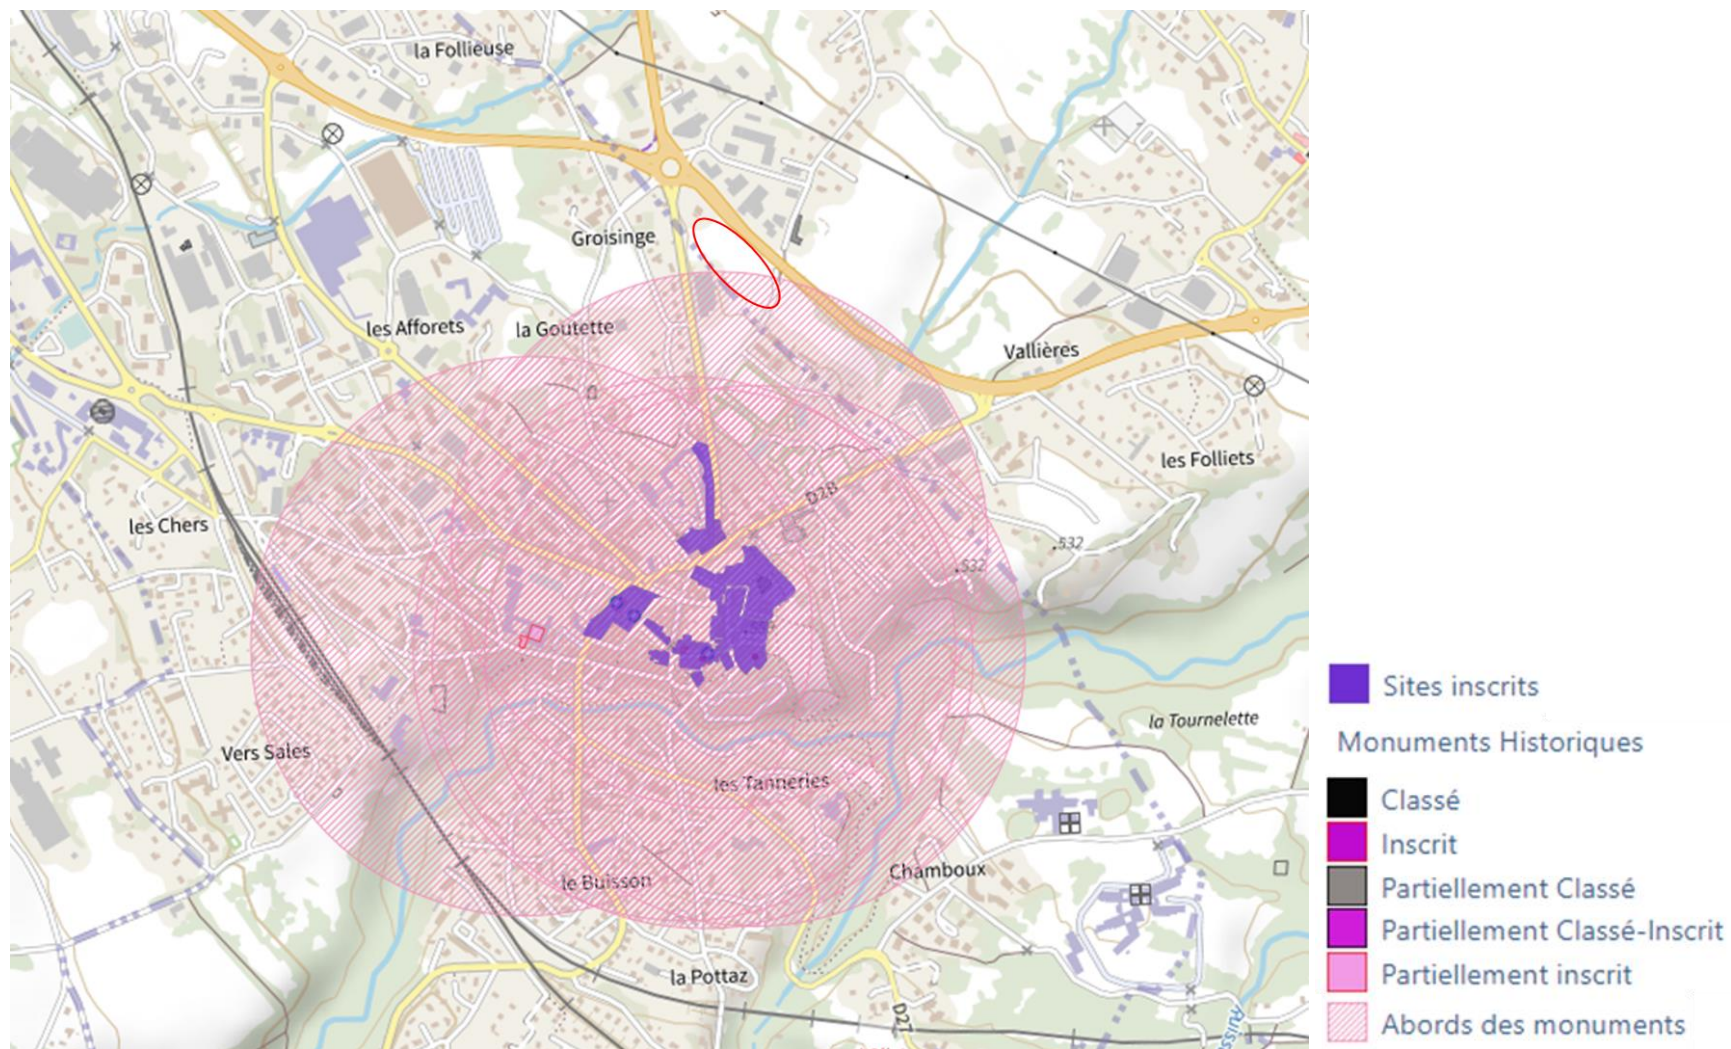 la Follieuse
Groisinge
les Afforets
la Goutette
Vallières
les Folliets
D2B
les Chers
532
532
la Tournelette
Vers Sales
les Tanneries
Chamboux
le Buisson
la Pottaz
D27
Sites inscrits
Monuments Historiques
Classé
Inscrit
Partiellement Classé
Partiellement Classé-Inscrit
Partiellement inscrit
Abords des monuments